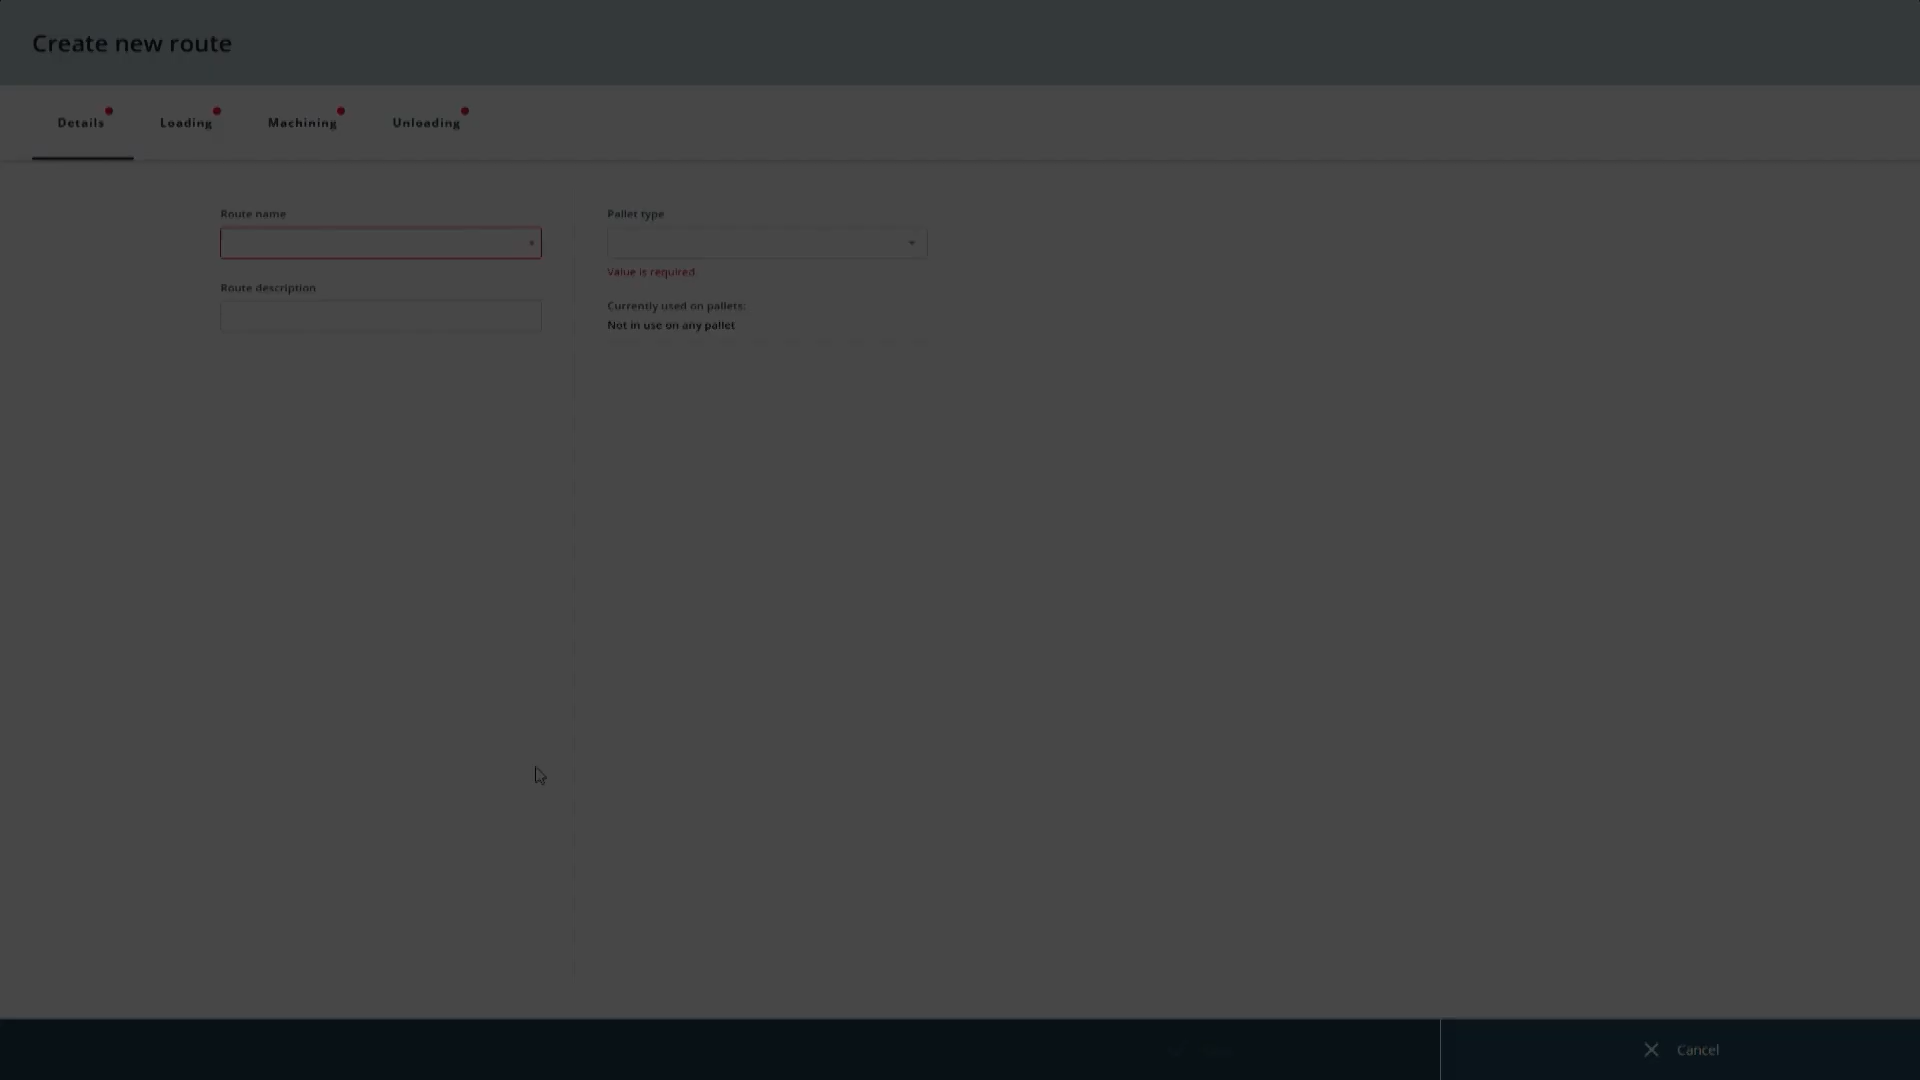 Create new route
Details
Loading
Machining
Unloading
Route name
*
Route description
Pallet type
Value is required
Currently used on pallets:
Not in use on any pallet
Cancel